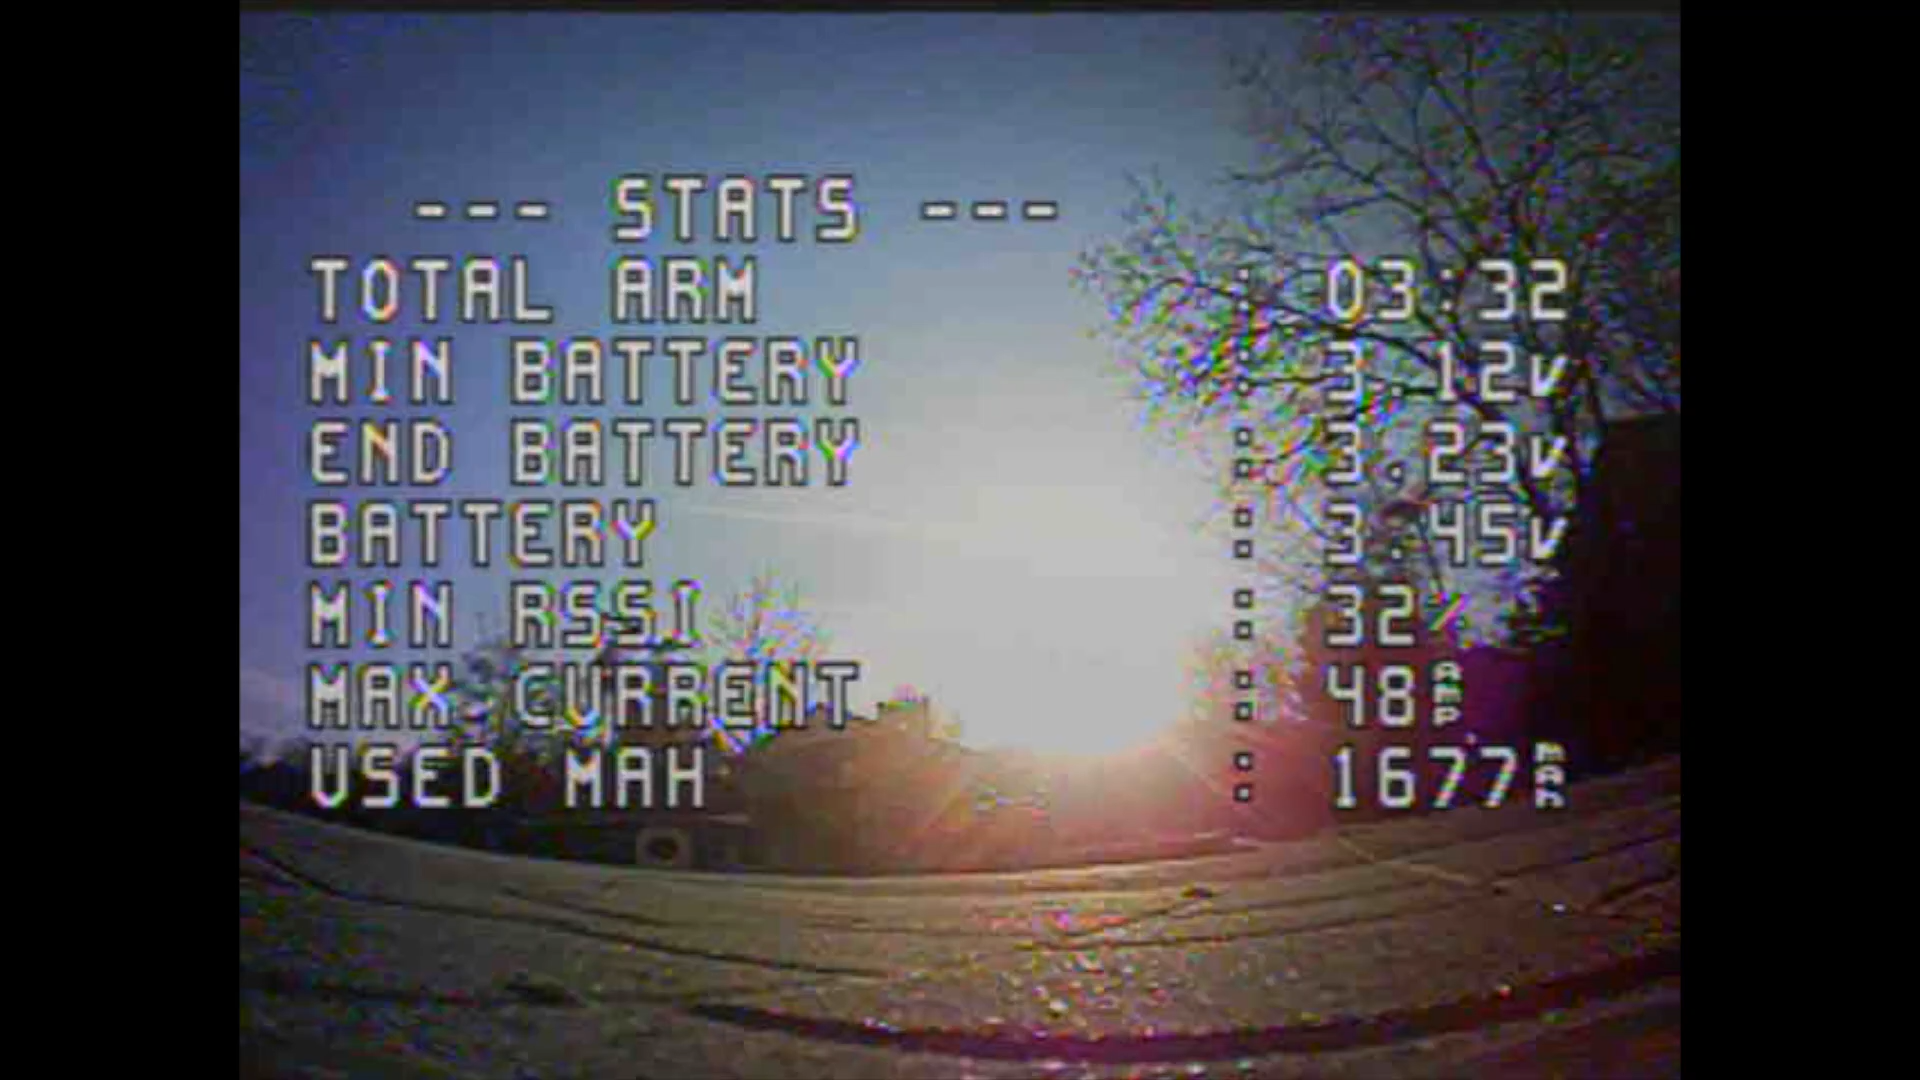 --- STATS ---
TOTAL ARM : 03:32
MIN BATTERY : 3.12V
END BATTERY : 3.23V
BATTERY : 3.45V
MIN RSSI : 32%
MAX CURRENT : 48AMP
USED MAH : 1677MAH